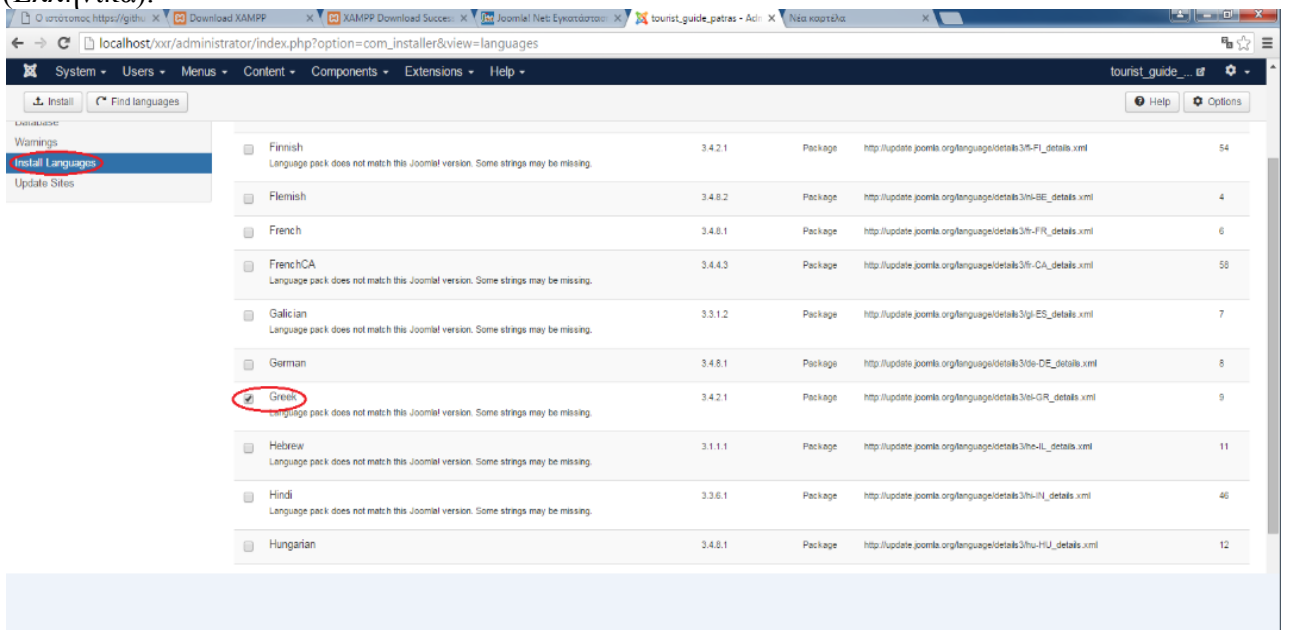 (Ελληνικά).
Ο ιστότοπος https://githu Download XAMPP XAMPP Download Success Joomla! Net: Εγκατάσταση tourist_guide_patras - Adm Νέα καρτέλα
localhost/xxr/administrator/index.php?option=com_installer&view=languages
System Users Menus Content Components Extensions Help tourist_guide_...
Install Find languages Help Options
Database
Warnings
Install Languages
Update Sites
Finnish 3.4.2.1 Package http://update.joomla.org/language/details3/fi-FI_details.xml 54
Language pack does not match this Joomla! version. Some strings may be missing.
Flemish 3.4.8.2 Package http://update.joomla.org/language/details3/nl-BE_details.xml 4
French 3.4.8.1 Package http://update.joomla.org/language/details3/fr-FR_details.xml 6
FrenchCA 3.4.4.3 Package http://update.joomla.org/language/details3/fr-CA_details.xml 58
Language pack does not match this Joomla! version. Some strings may be missing.
Galician 3.3.1.2 Package http://update.joomla.org/language/details3/gl-ES_details.xml 7
Language pack does not match this Joomla! version. Some strings may be missing.
German 3.4.8.1 Package http://update.joomla.org/language/details3/de-DE_details.xml 8
Greek 3.4.2.1 Package http://update.joomla.org/language/details3/el-GR_details.xml 9
Language pack does not match this Joomla! version. Some strings may be missing.
Hebrew 3.1.1.1 Package http://update.joomla.org/language/details3/he-IL_details.xml 11
Language pack does not match this Joomla! version. Some strings may be missing.
Hindi 3.3.6.1 Package http://update.joomla.org/language/details3/hi-IN_details.xml 46
Language pack does not match this Joomla! version. Some strings may be missing.
Hungarian 3.4.8.1 Package http://update.joomla.org/language/details3/hu-HU_details.xml 12